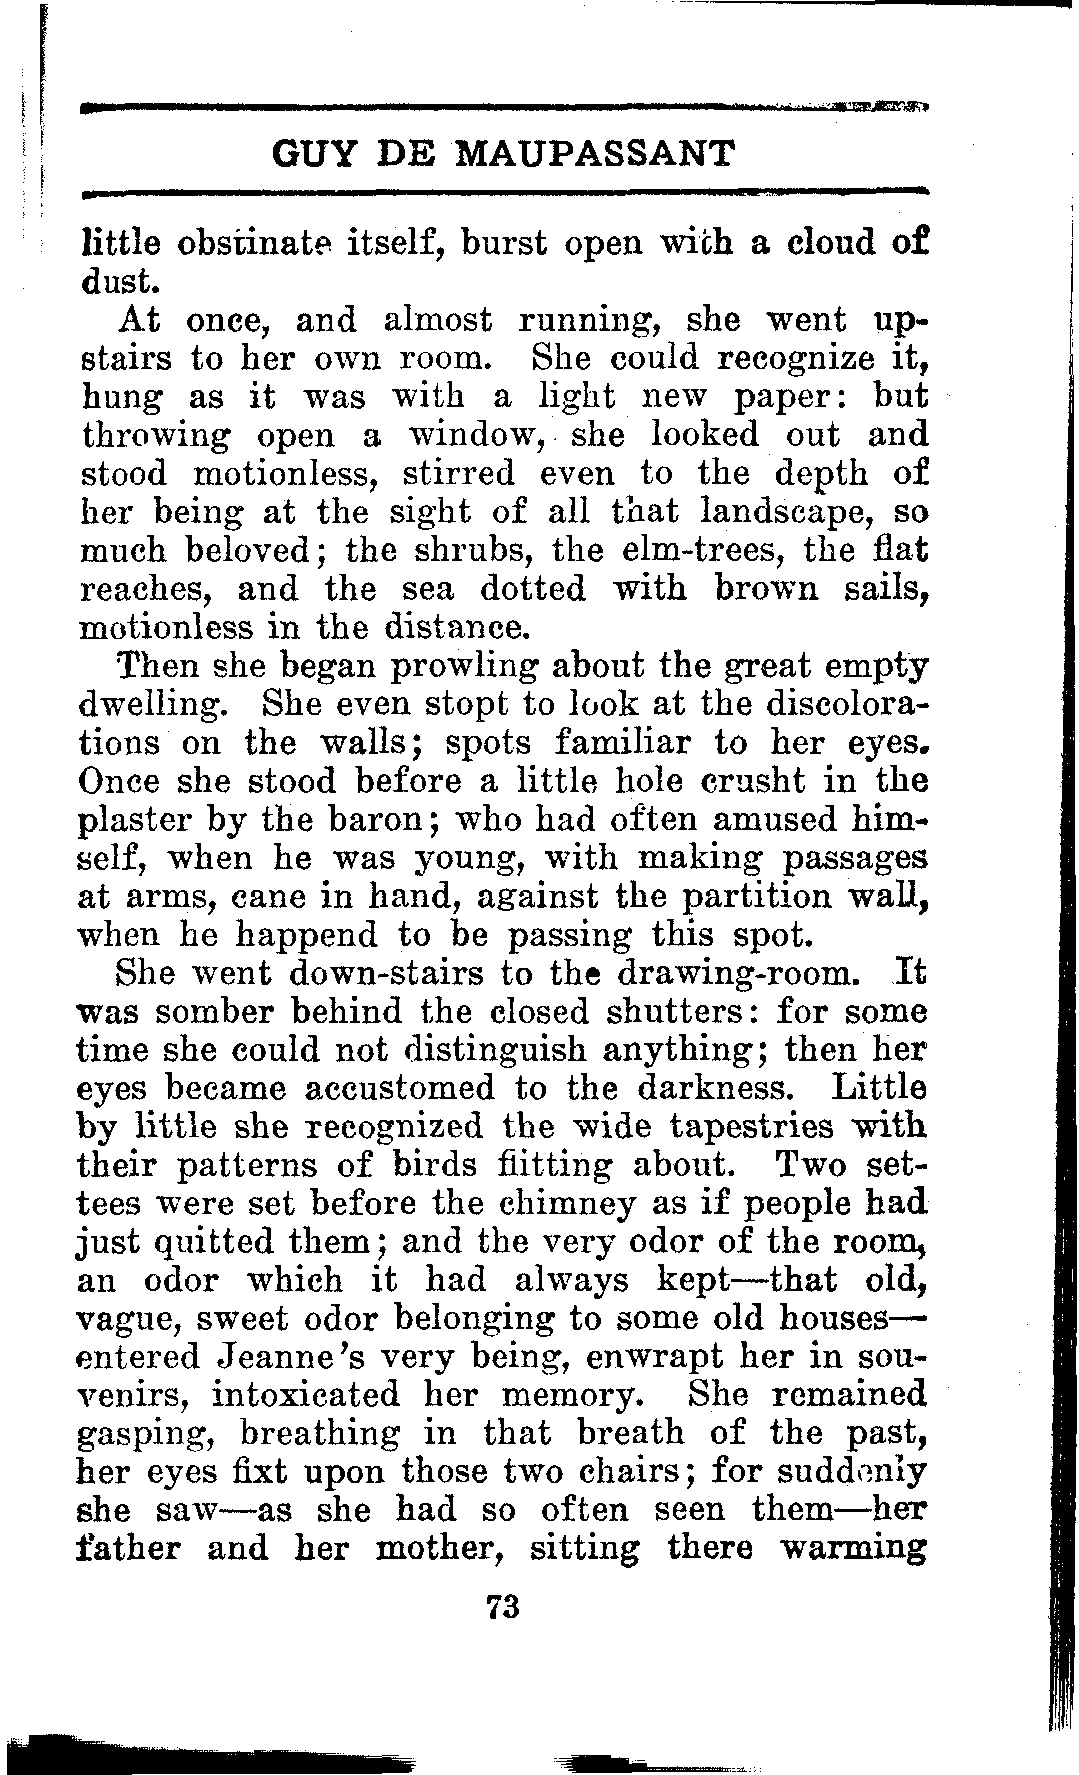 GUY DE MAUPASSANT
little obstinate itself, burst open with a cloud of
dust.
At once, and almost running, she went up-
stairs to her own room. She could recognize it,
hung as it was with a light new paper: but
throwing open a window, she looked out and
stood motionless, stirred even to the depth of
her being at the sight of all that landscape, so
much beloved; the shrubs, the elm-trees, the flat
reaches, and the sea dotted with brown sails,
motionless in the distance.
Then she began prowling about the great empty
dwelling. She even stopt to look at the discolora-
tions on the walls; spots familiar to her eyes.
Once she stood before a little hole crusht in the
plaster by the baron; who had often amused him-
self, when he was young, with making passages
at arms, cane in hand, against the partition wall,
when he happend to be passing this spot.
She went down-stairs to the drawing-room. It
was somber behind the closed shutters: for some
time she could not distinguish anything; then her
eyes became accustomed to the darkness. Little
by little she recognized the wide tapestries with
their patterns of birds flitting about. Two set-
tees were set before the chimney as if people had
just quitted them; and the very odor of the room,
an odor which it had always kept—that old,
vague, sweet odor belonging to some old houses—
entered Jeanne's very being, enwrapt her in sou-
venirs, intoxicated her memory. She remained
gasping, breathing in that breath of the past,
her eyes fixt upon those two chairs; for suddenly
she saw—as she had so often seen them—her
father and her mother, sitting there warming
73